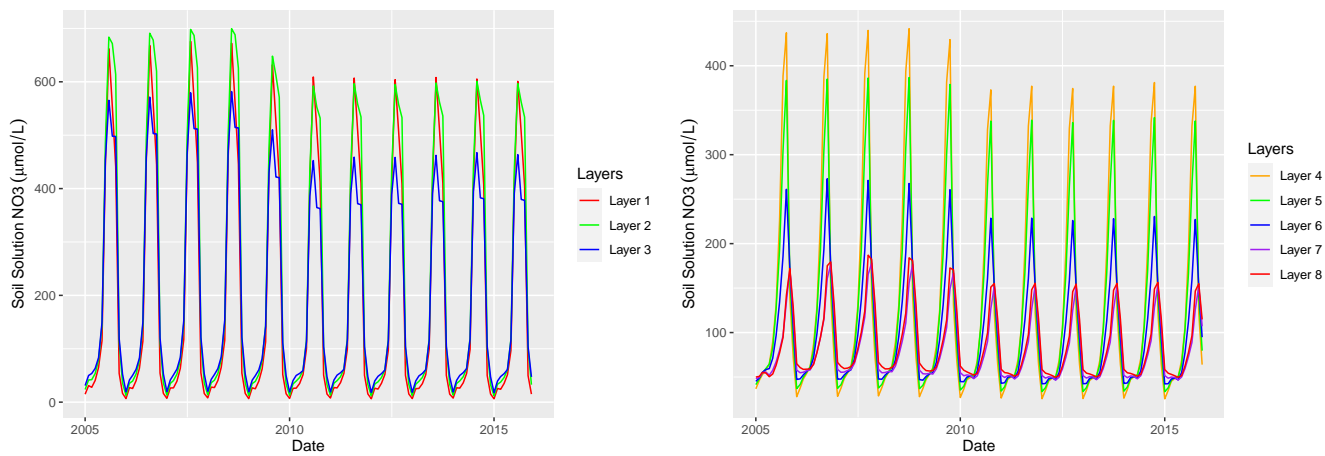 Soil Solution NO3 (μmol/L)
600
400
200
0
2005
2010
2015
Date
Layers
Layer 1
Layer 2
Layer 3
Soil Solution NO3 (μmol/L)
400
300
200
100
2005
2010
2015
Date
Layers
Layer 4
Layer 5
Layer 6
Layer 7
Layer 8